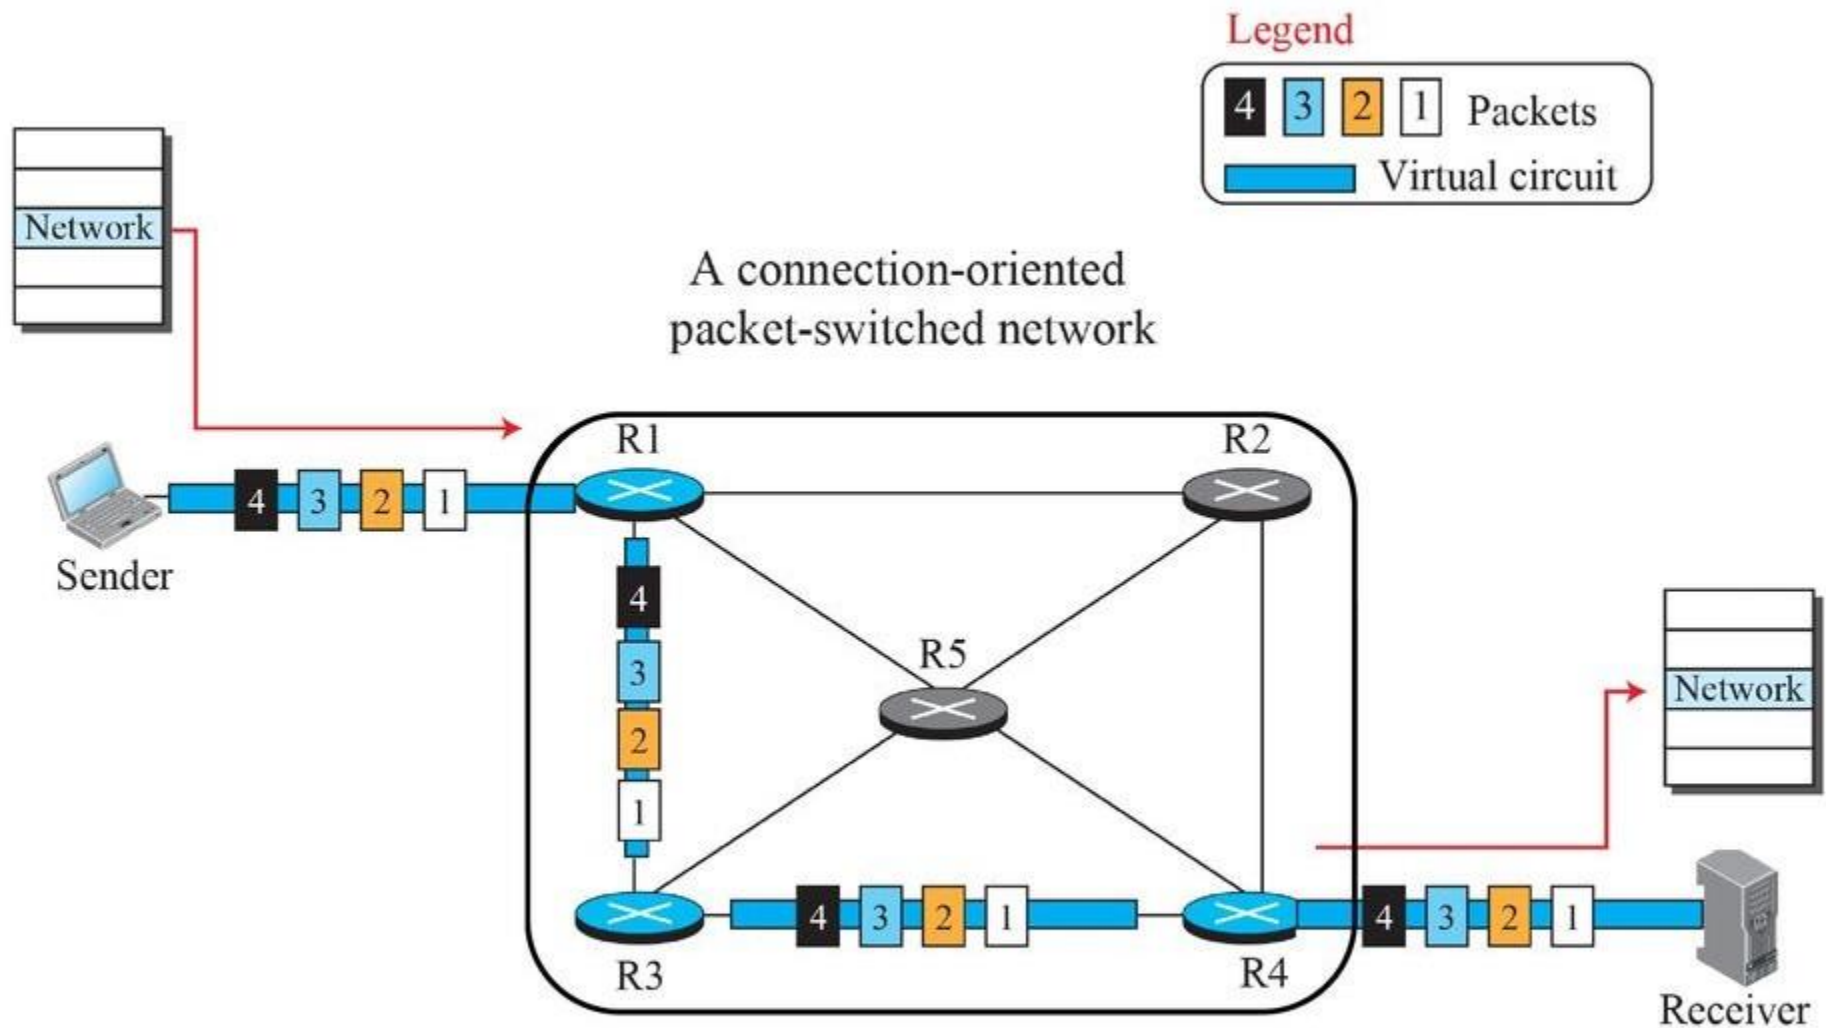 Legend
4 3 2 1 Packets
Virtual circuit
Network
A connection-oriented
packet-switched network
R1
R2
4 3 2 1
Sender
4
3
2
1
R5
Network
4 3 2 1
4 3 2 1
R3
R4
Receiver